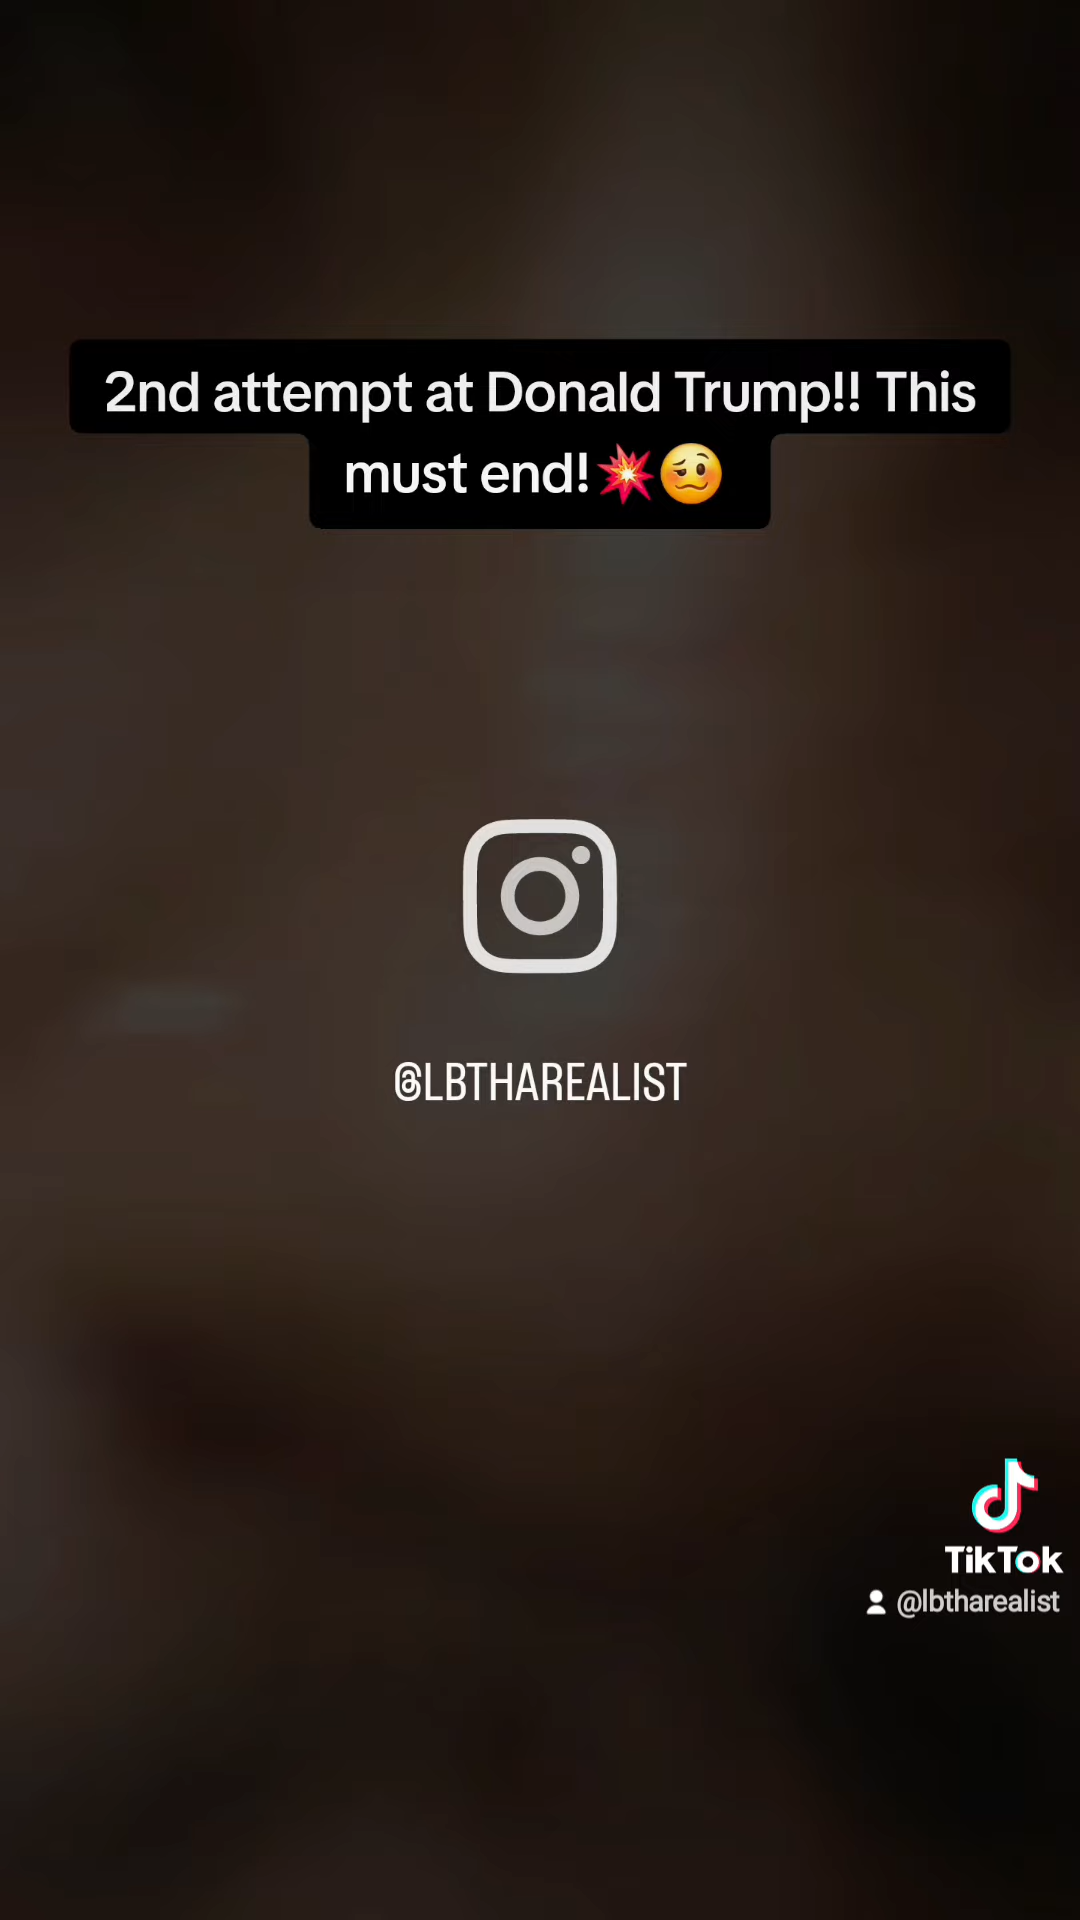 2nd attempt at Donald Trump!! This
must end!💥🥴
@LBTHAREALIST
TikTok
@lbtharealist